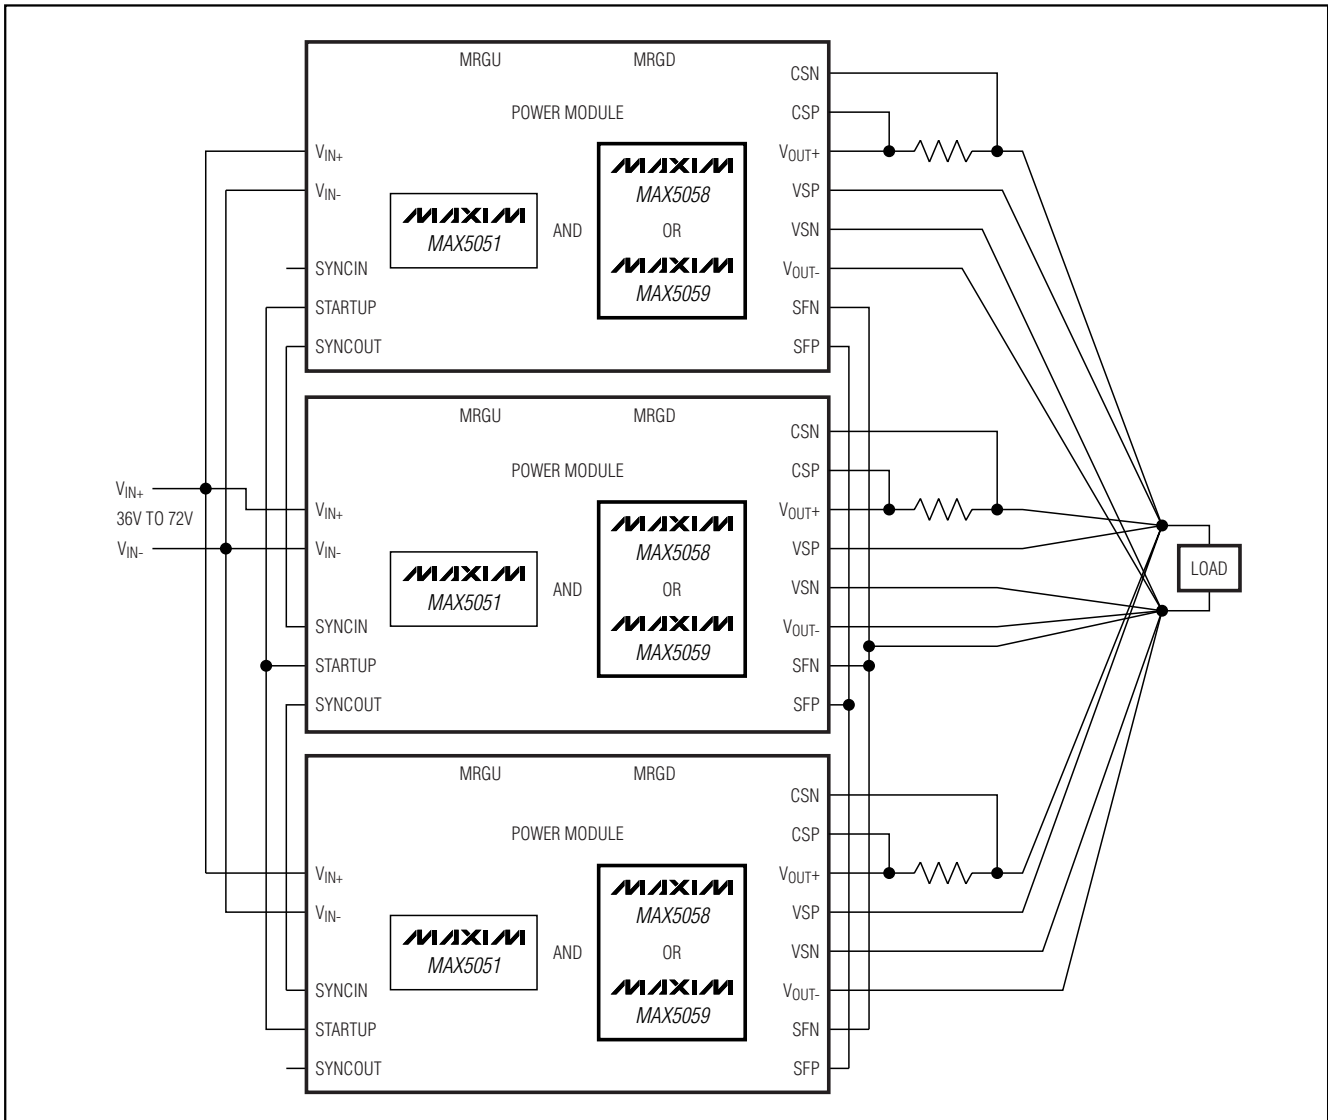 MRGU MRGD
CSN
CSP
POWER MODULE
VIN+
VOUT+
VIN-
VSP
MAXIM
MAX5051
AND
MAXIM
MAX5058
OR
MAXIM
MAX5059
VSN
VOUT-
SYNCIN
STARTUP
SFN
SYNCOUT
SFP
MRGU MRGD
CSN
CSP
POWER MODULE
VIN+
36V TO 72V
VIN-
VIN+
VOUT+
VIN-
VSP
MAXIM
MAX5051
AND
MAXIM
MAX5058
OR
MAXIM
MAX5059
VSN
VOUT-
SYNCIN
STARTUP
SFN
SYNCOUT
SFP
LOAD
MRGU MRGD
CSN
CSP
POWER MODULE
VIN+
VOUT+
VIN-
VSP
MAXIM
MAX5051
AND
MAXIM
MAX5058
OR
MAXIM
MAX5059
VSN
VOUT-
SYNCIN
STARTUP
SFN
SYNCOUT
SFP